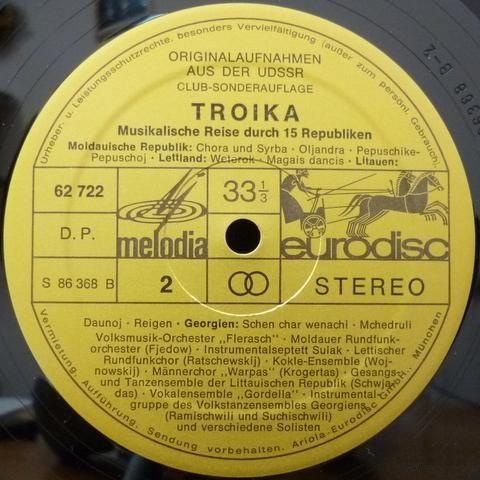 Urheber- u. Leistungsschutzrechte, besonders Vervielfältigung (außer zum persönl. Gebrauch),
ORIGINALAUFNAHMEN
AUS DER UDSSR
CLUB-SONDERAUFLAGE
TROIKA
Musikalische Reise durch 15 Republiken
Moldauische Republik: Chora und Syrba · Oljandra · Pepuschike-
Pepuschoj · Lettland: Weterok · Magais dancis · Litauen:
62 722
33 1/3
D. P.
melodia
eurodisc
S 86 368 B
2
STEREO
Daunoj · Reigen · Georgien: Schen char wenachi · Mchedruli
Volksmusik-Orchester „Flerasch" · Moldauer Rundfunk-
orchester (Fjedow) · Instrumentalseptett Sulak · Lettischer
Rundfunkchor (Ratschewskij) · Kokle-Ensemble (Woj-
nowskij) · Männerchor "Warpas" (Krogertas) · Gesangs-
und Tanzensemble der Littauischen Republik (Schwja-
das) · Vokalensemble „Gordella" · Instrumental-
gruppe des Volkstanzensembles Georgiens
(Ramischwili und Suchischwili)
und verschiedene Solisten
Vermietung, Aufführung, Sendung vorbehalten. Ariola-Eurodisc GmbH., München